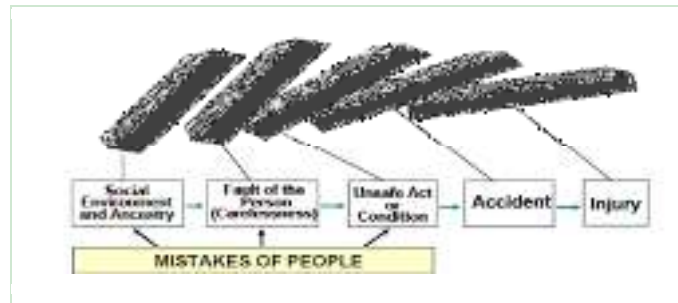 Social
Environment
and Ancestry
Fault of the
Person
(Carelessness)
Unsafe Act
or
Condition
Accident
Injury
MISTAKES OF PEOPLE